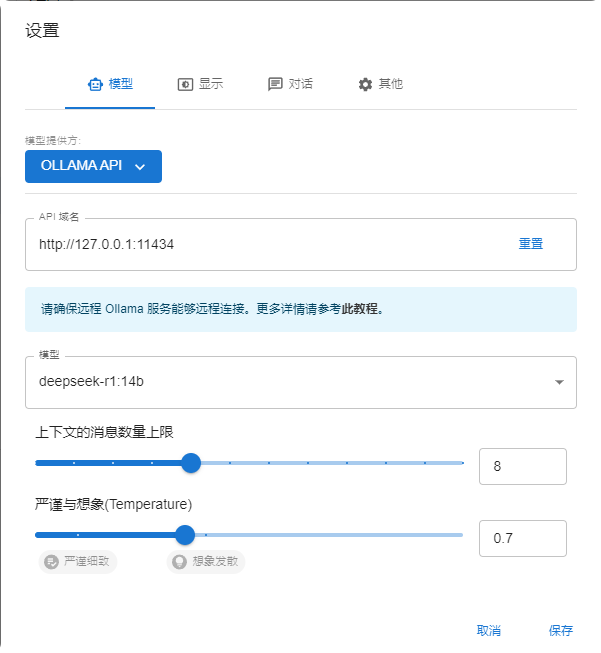 设置
模型 显示 对话 其他
模型提供方:
OLLAMA API
API 域名
http://127.0.0.1:11434 重置
请确保远程 Ollama 服务能够远程连接。更多详情请参考此教程。
模型
deepseek-r1:14b
上下文的消息数量上限
8
严谨与想象(Temperature)
0.7
严谨细致 想象发散
取消 保存